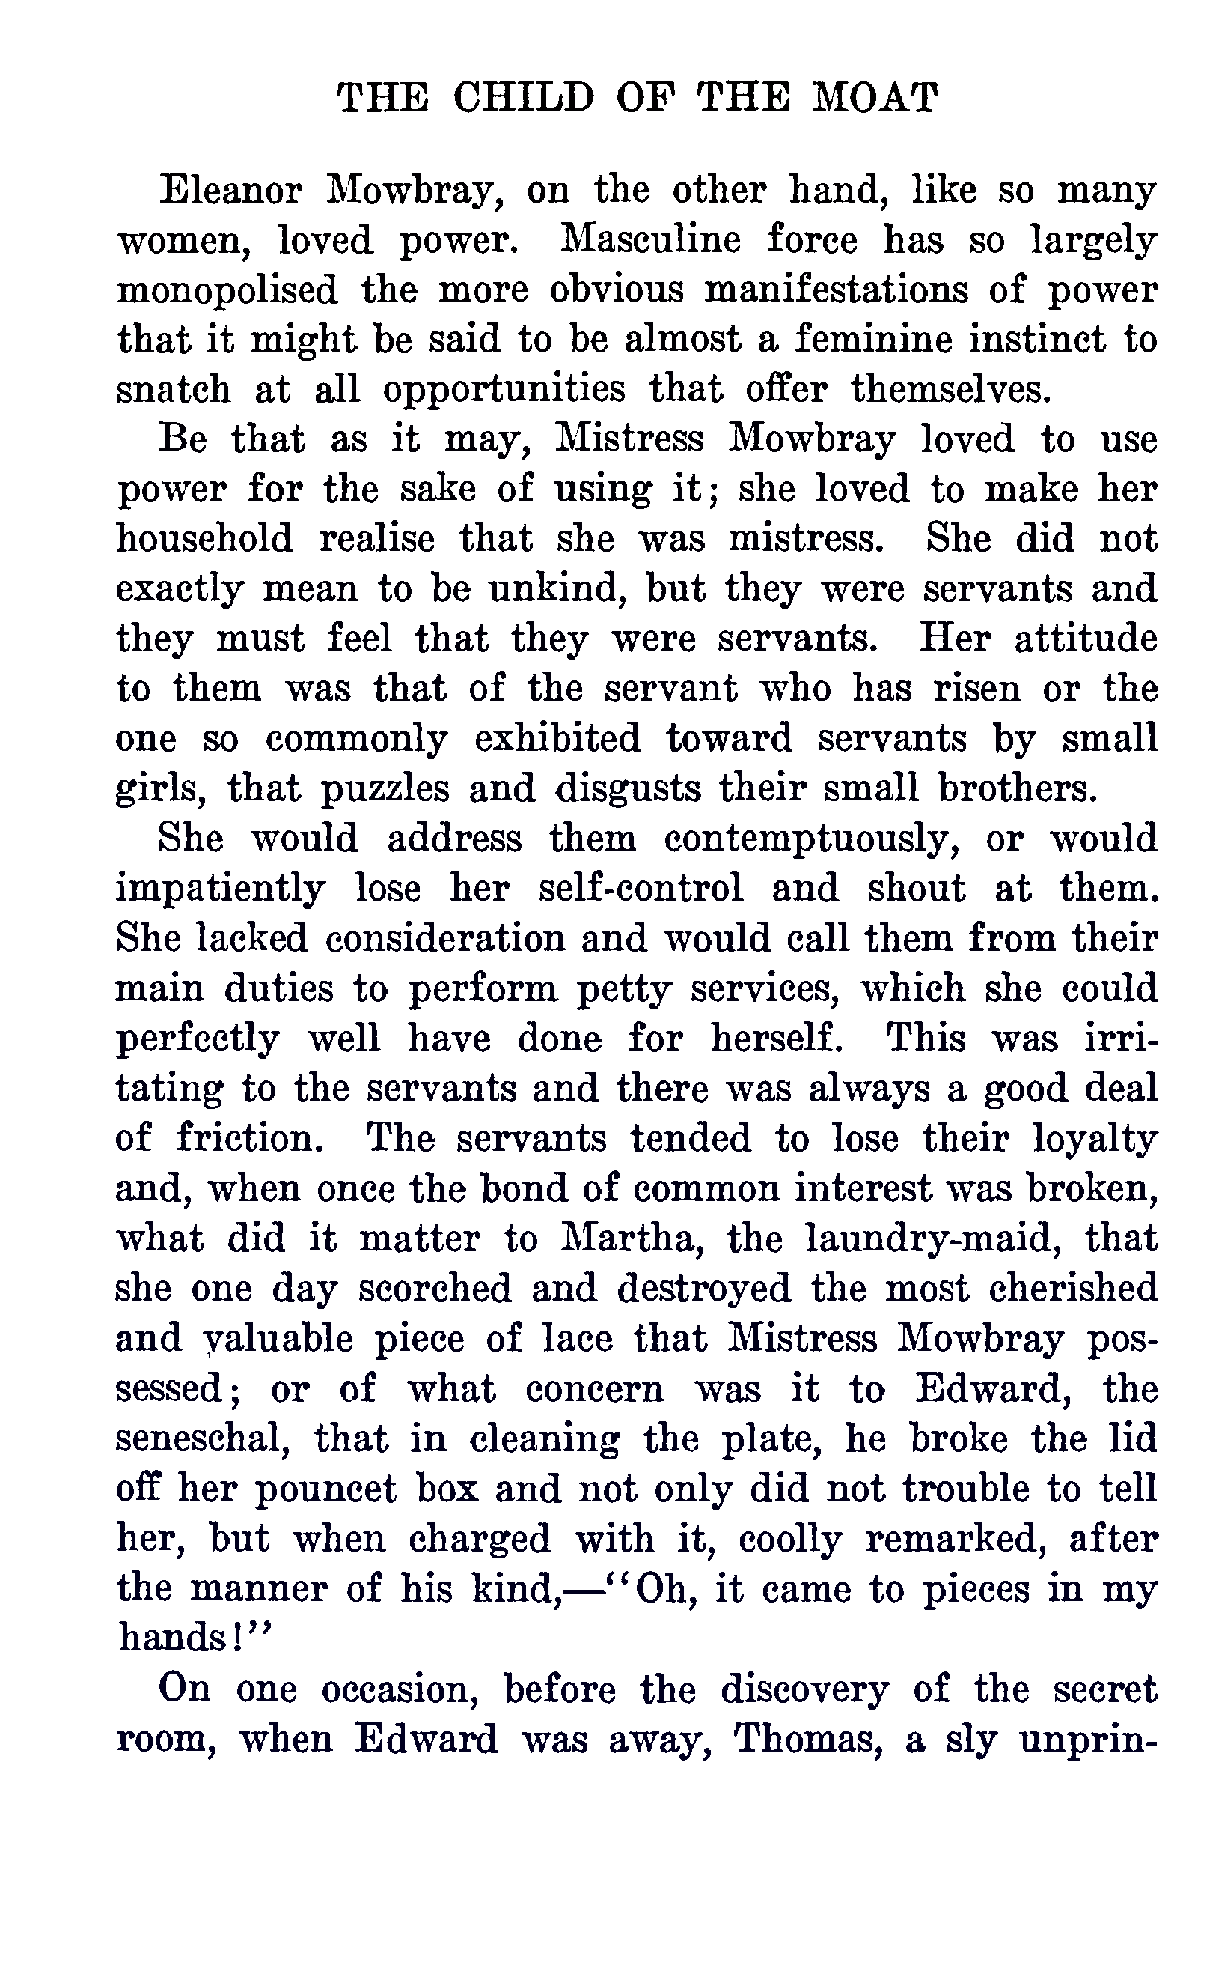 THE CHILD OF THE MOAT
Eleanor Mowbray, on the other hand, like so many
women, loved power. Masculine force has so largely
monopolised the more obvious manifestations of power
that it might be said to be almost a feminine instinct to
snatch at all opportunities that offer themselves.
Be that as it may, Mistress Mowbray loved to use
power for the sake of using it; she loved to make her
household realise that she was mistress. She did not
exactly mean to be unkind, but they were servants and
they must feel that they were servants. Her attitude
to them was that of the servant who has risen or the
one so commonly exhibited toward servants by small
girls, that puzzles and disgusts their small brothers.
She would address them contemptuously, or would
impatiently lose her self-control and shout at them.
She lacked consideration and would call them from their
main duties to perform petty services, which she could
perfectly well have done for herself. This was irri-
tating to the servants and there was always a good deal
of friction. The servants tended to lose their loyalty
and, when once the bond of common interest was broken,
what did it matter to Martha, the laundry-maid, that
she one day scorched and destroyed the most cherished
and valuable piece of lace that Mistress Mowbray pos-
sessed; or of what concern was it to Edward, the
seneschal, that in cleaning the plate, he broke the lid
off her pouncet box and not only did not trouble to tell
her, but when charged with it, coolly remarked, after
the manner of his kind,—"Oh, it came to pieces in my
hands!"
On one occasion, before the discovery of the secret
room, when Edward was away, Thomas, a sly unprin-